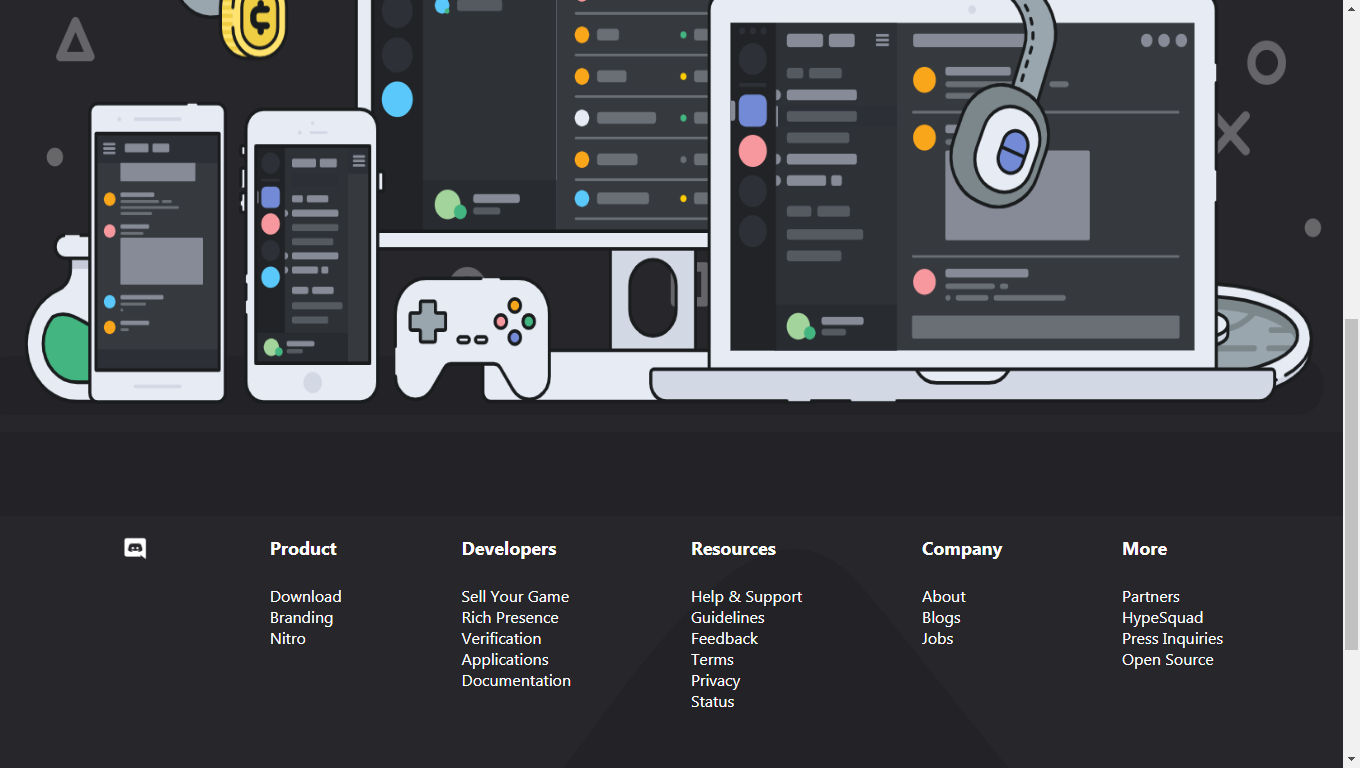 Product
Download
Branding
Nitro
Developers
Sell Your Game
Rich Presence
Verification
Applications
Documentation
Resources
Help & Support
Guidelines
Feedback
Terms
Privacy
Status
Company
About
Blogs
Jobs
More
Partners
HypeSquad
Press Inquiries
Open Source